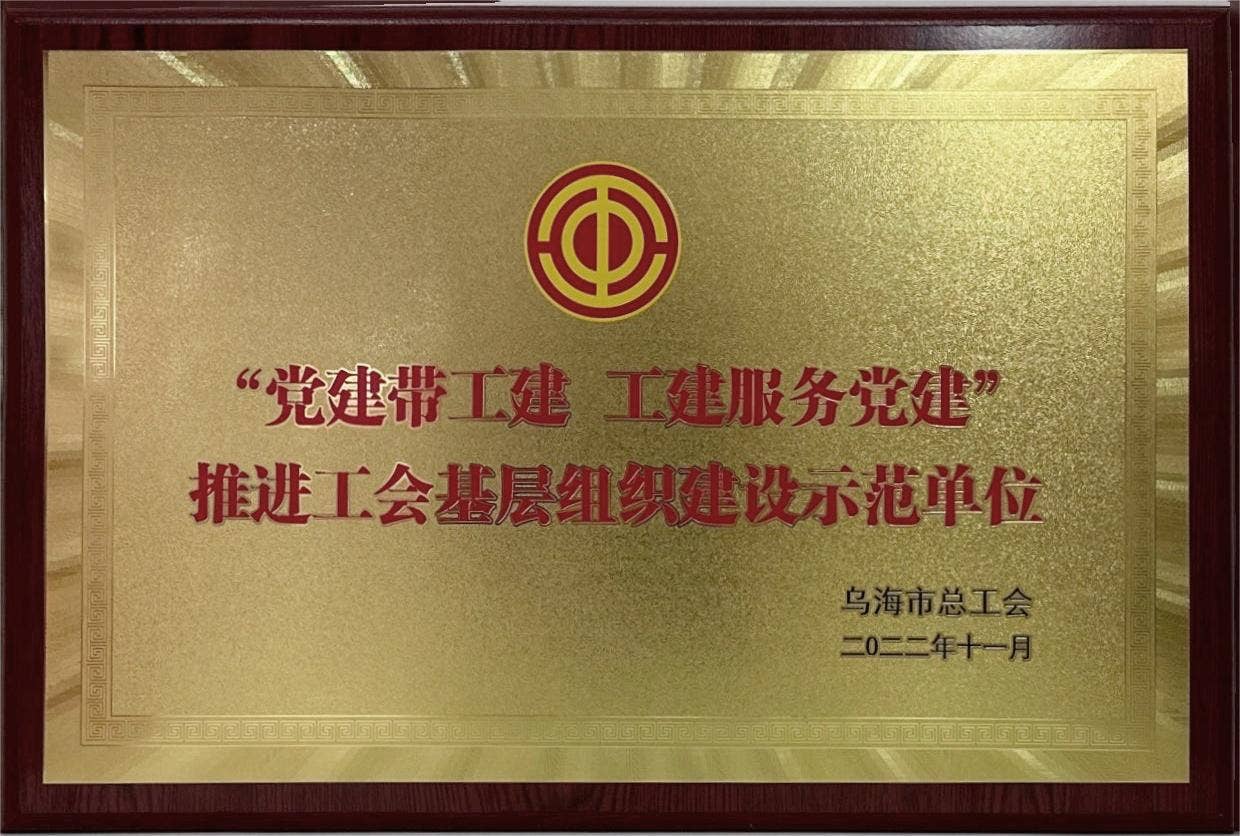 “党建带工建 工建服务党建”
推进工会基层组织建设示范单位
乌海市总工会
二0二二年十一月